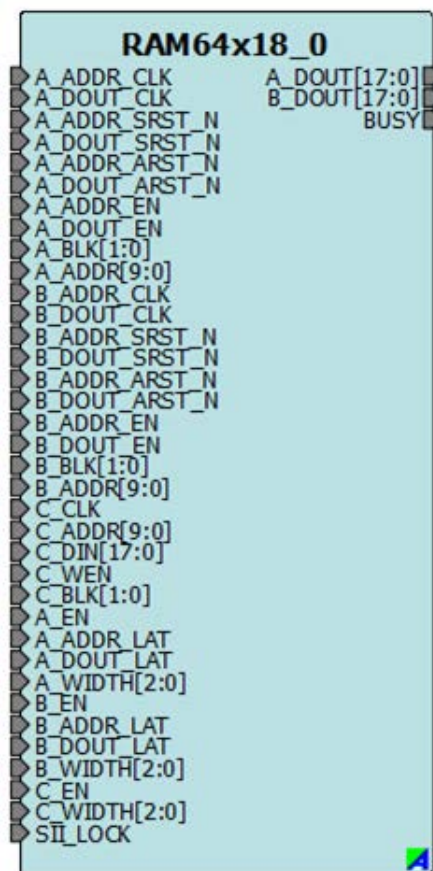 RAM64x18_0
A_ADDR_CLK A_DOUT[17:0]
A_DOUT_CLK B_DOUT[17:0]
A_ADDR_SRST_N BUSY
A_DOUT_SRST_N
A_ADDR_ARST_N
A_DOUT_ARST_N
A_ADDR_EN
A_DOUT_EN
A_BLK[1:0]
A_ADDR[9:0]
B_ADDR_CLK
B_DOUT_CLK
B_ADDR_SRST_N
B_DOUT_SRST_N
B_ADDR_ARST_N
B_DOUT_ARST_N
B_ADDR_EN
B_DOUT_EN
B_BLK[1:0]
B_ADDR[9:0]
C_CLK
C_ADDR[9:0]
C_DIN[17:0]
C_WEN
C_BLK[1:0]
A_EN
A_ADDR_LAT
A_DOUT_LAT
A_WIDTH[2:0]
B_EN
B_ADDR_LAT
B_DOUT_LAT
B_WIDTH[2:0]
C_EN
C_WIDTH[2:0]
SII_LOCK
A